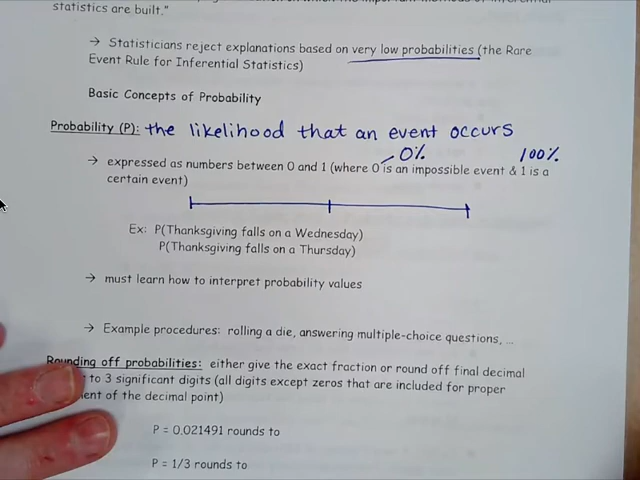 statistics are built."
→ Statisticians reject explanations based on very low probabilities (the Rare
Event Rule for Inferential Statistics)
Basic Concepts of Probability
Probability (P): the likelihood that an event occurs
0% 100%
→ expressed as numbers between 0 and 1 (where 0 is an impossible event & 1 is a
certain event)
Ex: P(Thanksgiving falls on a Wednesday)
P(Thanksgiving falls on a Thursday)
→ must learn how to interpret probability values
→ Example procedures: rolling a die, answering multiple-choice questions, ...
Rounding off probabilities: either give the exact fraction or round off final decimal
to 3 significant digits (all digits except zeros that are included for proper
of the decimal point)
P = 0.021491 rounds to
P = 1/3 rounds to